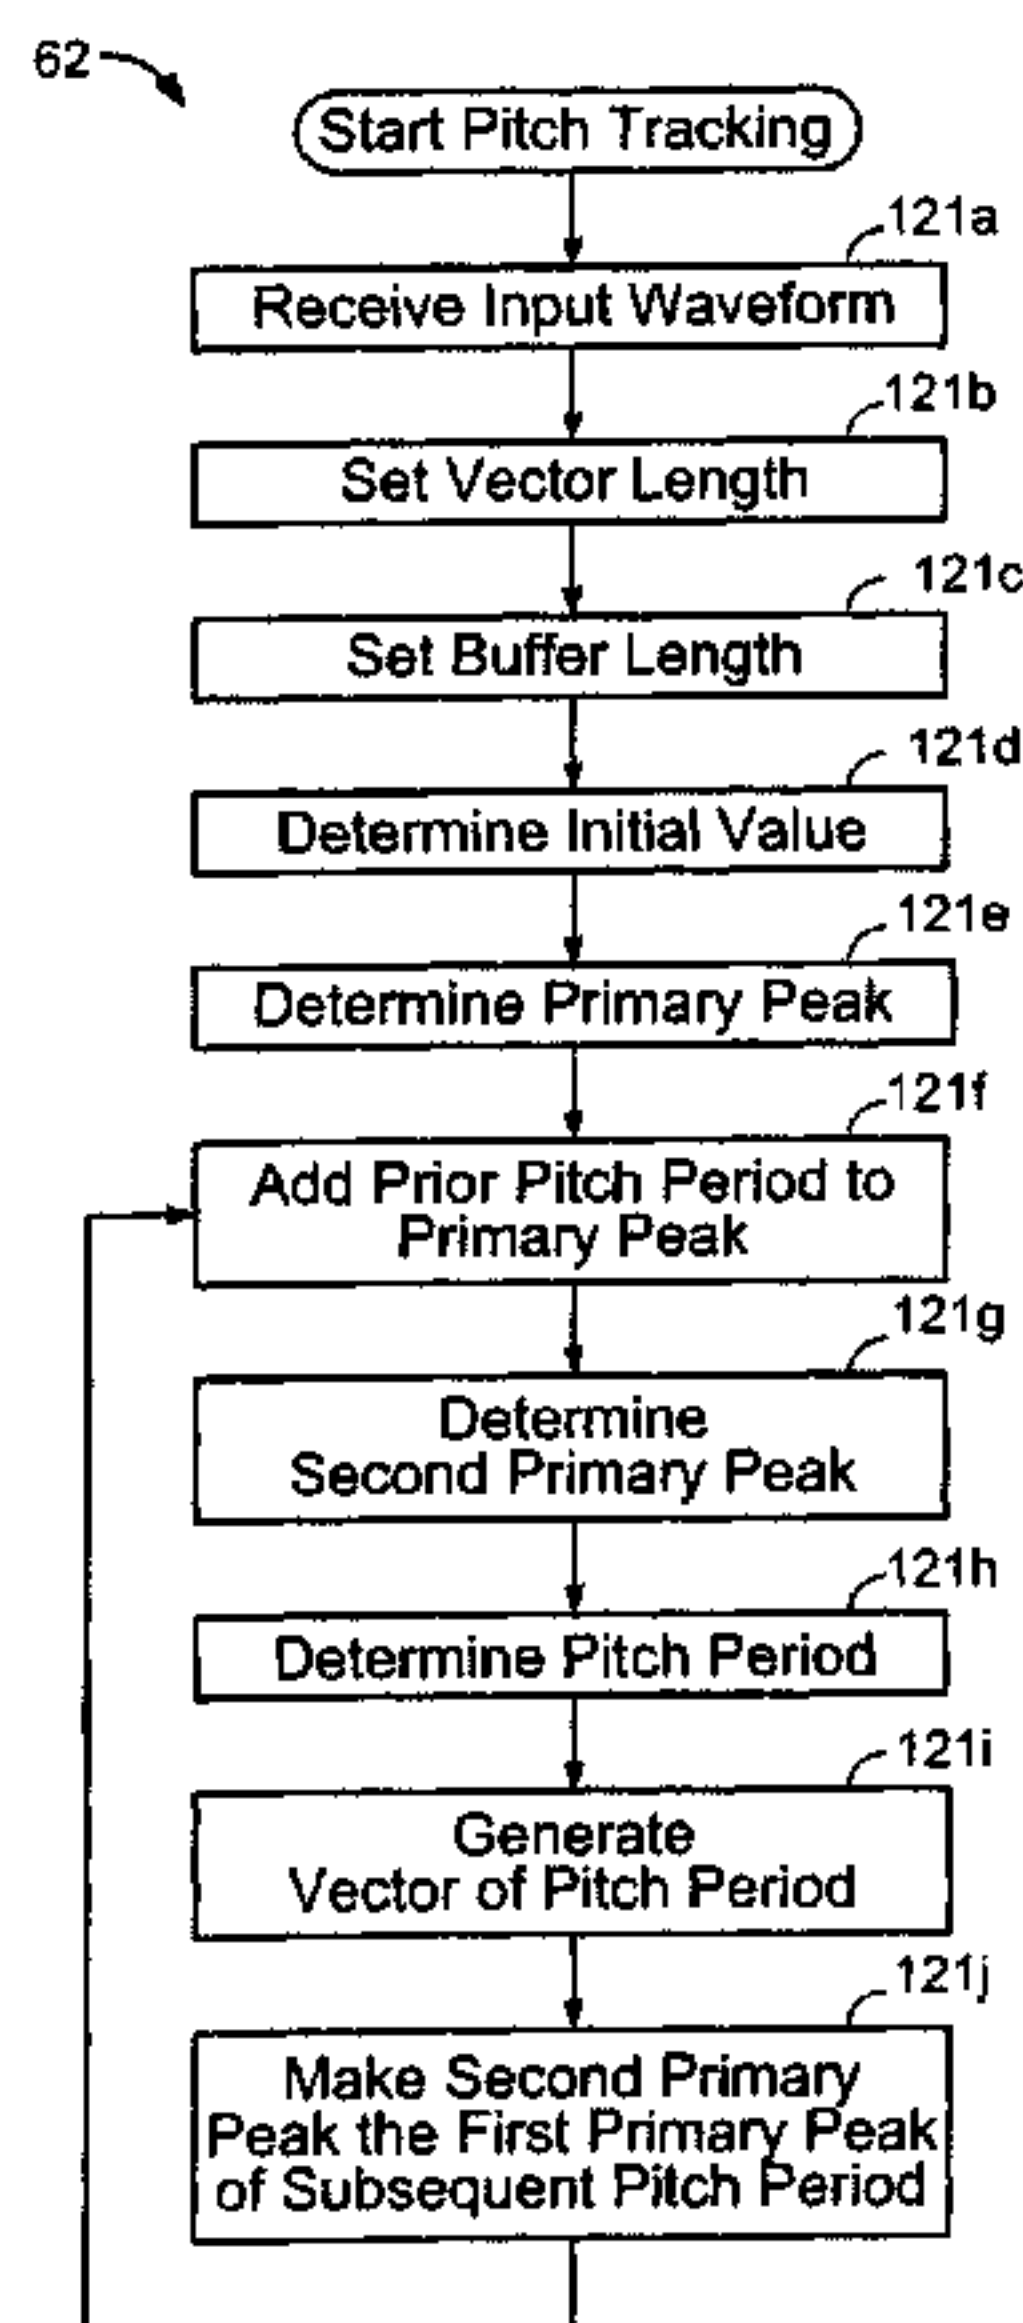 62
Start Pitch Tracking
121a
Receive Input Waveform
121b
Set Vector Length
121c
Set Buffer Length
121d
Determine Initial Value
121e
Determine Primary Peak
121f
Add Prior Pitch Period to
Primary Peak
121g
Determine
Second Primary Peak
121h
Determine Pitch Period
121i
Generate
Vector of Pitch Period
121j
Make Second Primary
Peak the First Primary Peak
of Subsequent Pitch Period